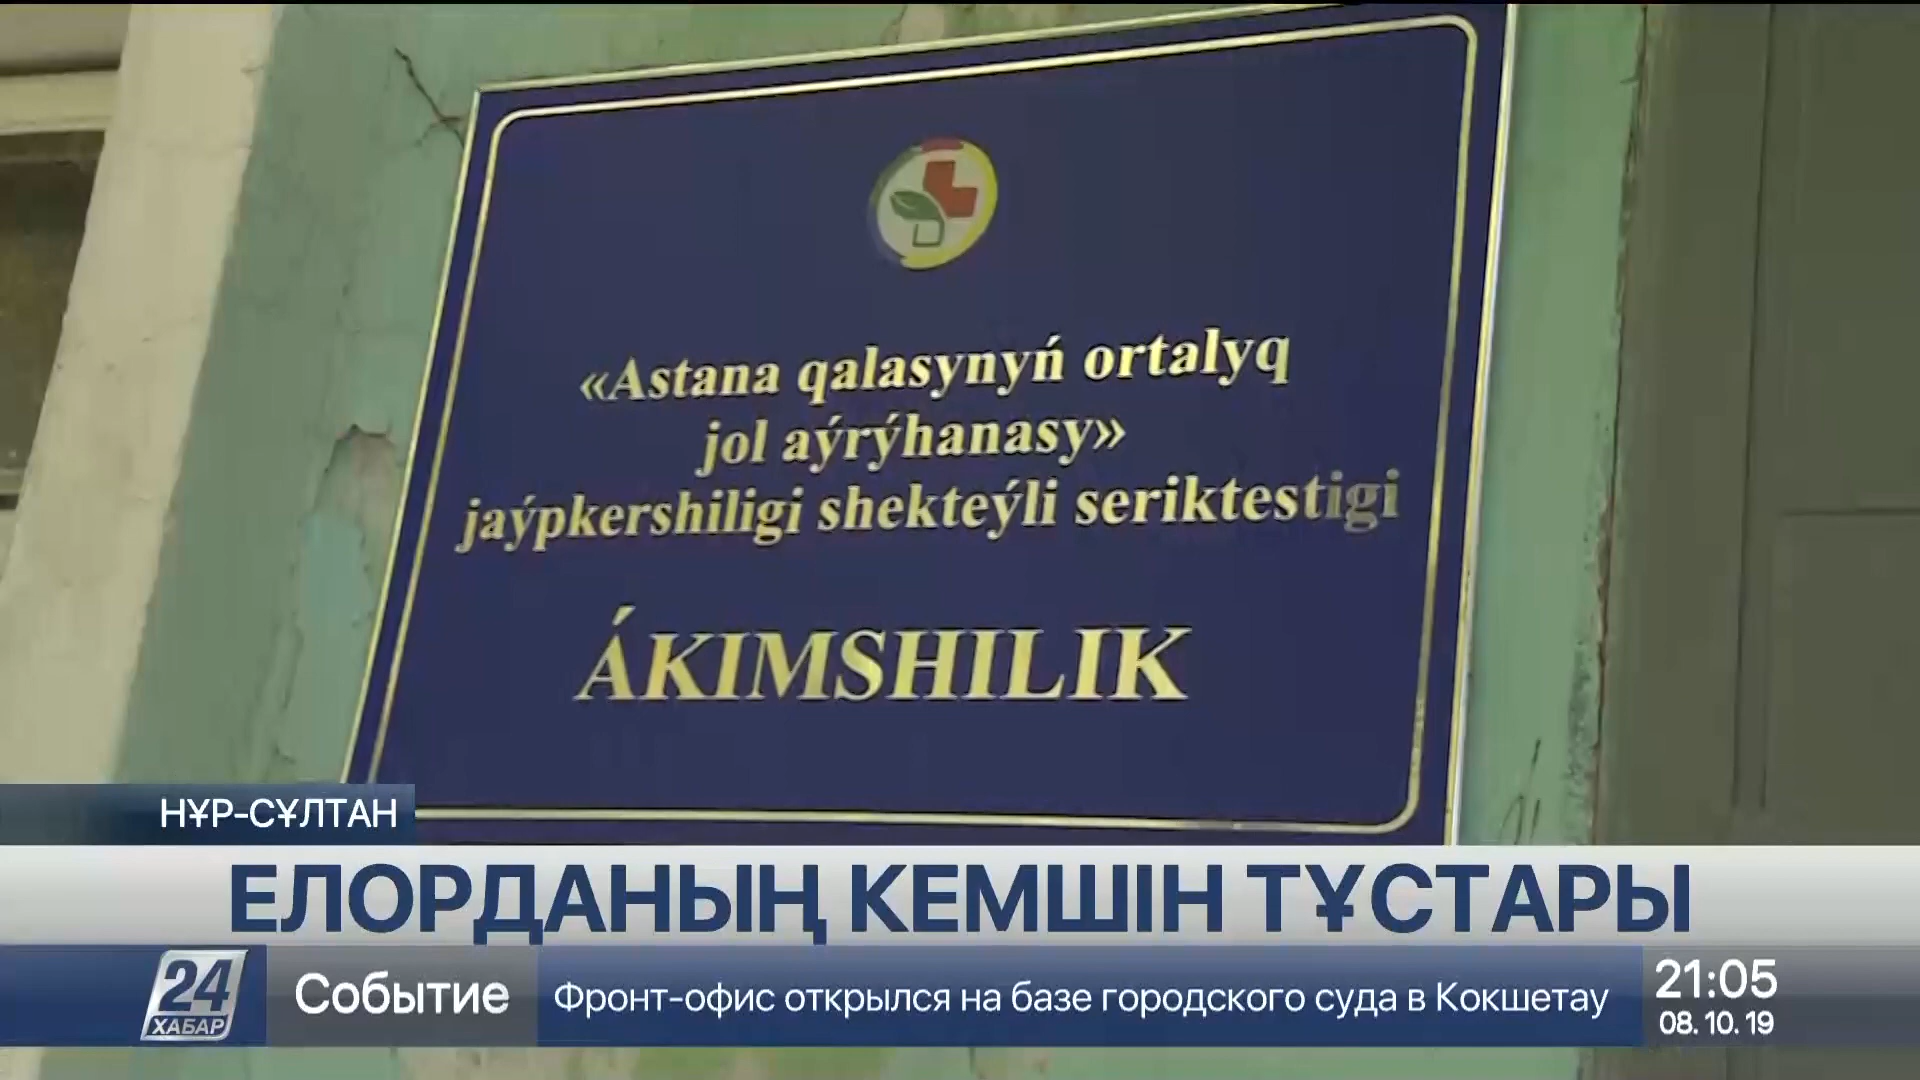 «Astana qalasynyń ortalyq
jol aýrýhanasy»
jaýpkershiligi shekteýli seriktestigi
ÁKIMSHILIK
НҰР-СҰЛТАН
ЕЛОРДАНЫҢ КЕМШІН ТҰСТАРЫ
24
ХАБАР
Событие
Фронт-офис открылся на базе городского суда в Кокшетау
21:05
08. 10. 19